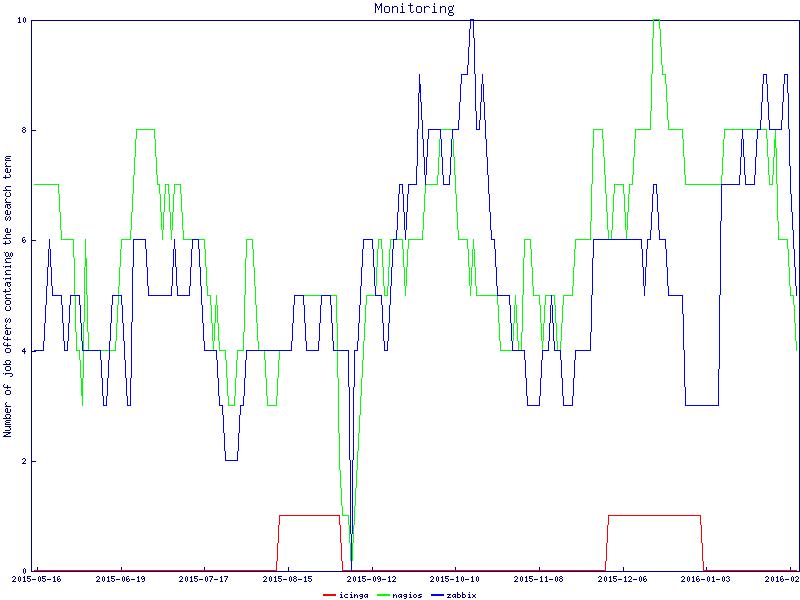 Monitoring
Number of job offers containing the search term
10
8
6
4
2
0
2015-05-16 2015-06-19 2015-07-17 2015-08-15 2015-09-12 2015-10-10 2015-11-08 2015-12-06 2016-01-03 2016-02
icinga nagios zabbix